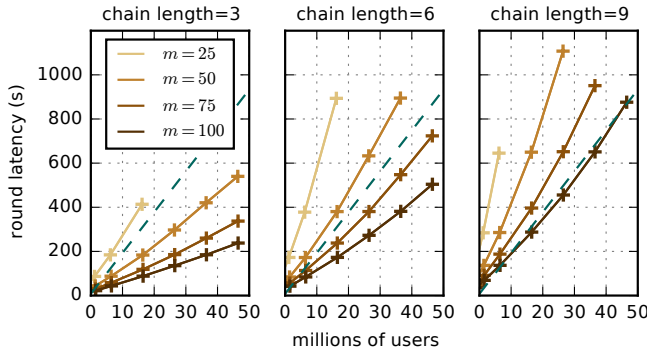 chain length=3 chain length=6 chain length=9
round latency (s)
1000
800
600
400
200
0
m = 25
m = 50
m = 75
m = 100
0 10 20 30 40 50 0 10 20 30 40 50 0 10 20 30 40 50
millions of users